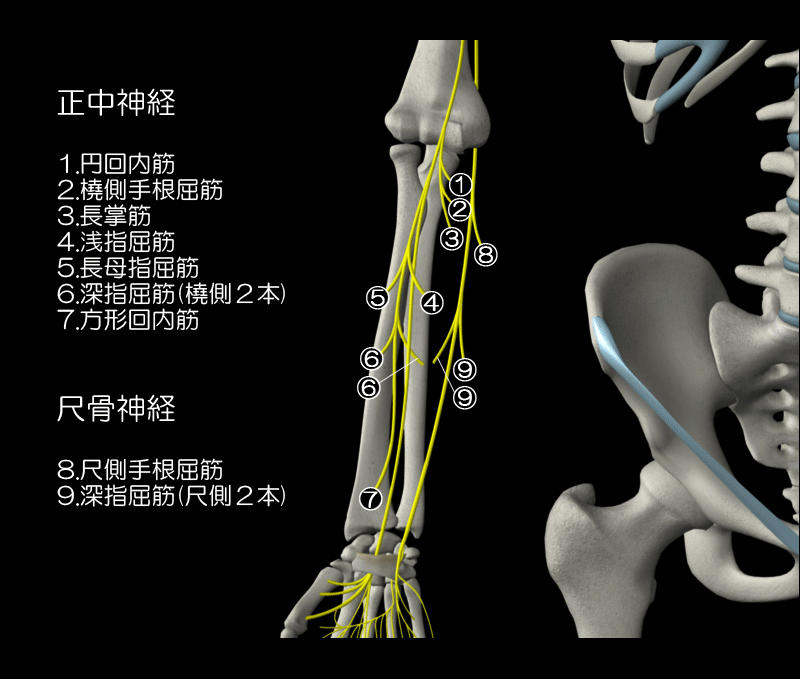 正中神経
1.円回内筋
2.橈側手根屈筋
3.長掌筋
4.浅指屈筋
5.長母指屈筋
6.深指屈筋(橈側２本)
7.方形回内筋
尺骨神経
8.尺側手根屈筋
9.深指屈筋(尺側２本)
①
②
③
⑧
⑤
④
⑥
⑨
⑥
⑨
⑦